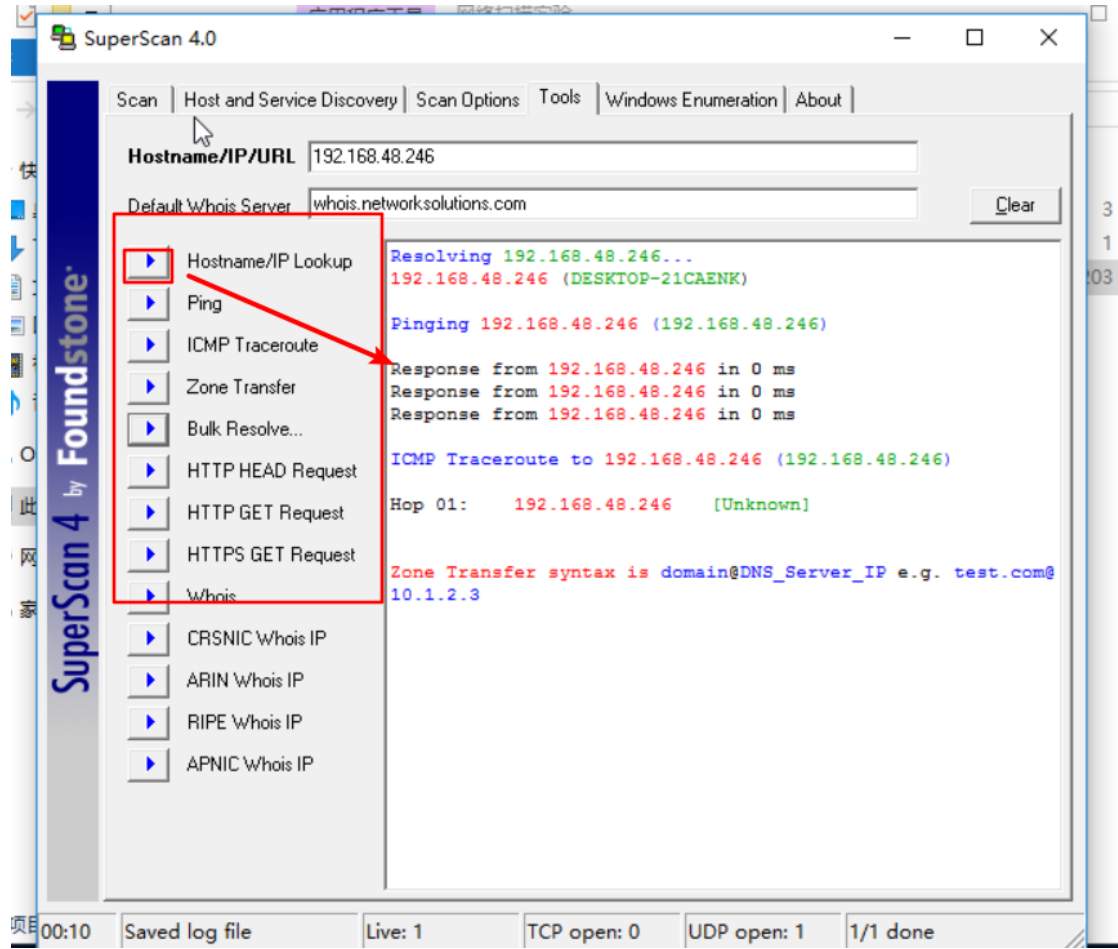 SuperScan 4.0
Scan
Host and Service Discovery
Scan Options
Tools
Windows Enumeration
About
Hostname/IP/URL
192.168.48.246
Default Whois Server
whois.networksolutions.com
Clear
Hostname/IP Lookup
Ping
ICMP Traceroute
Zone Transfer
Bulk Resolve...
HTTP HEAD Request
HTTP GET Request
HTTPS GET Request
Whois
CRSNIC Whois IP
ARIN Whois IP
RIPE Whois IP
APNIC Whois IP
Resolving 192.168.48.246...
192.168.48.246 (DESKTOP-21CAENK)
Pinging 192.168.48.246 (192.168.48.246)
Response from 192.168.48.246 in 0 ms
Response from 192.168.48.246 in 0 ms
Response from 192.168.48.246 in 0 ms
ICMP Traceroute to 192.168.48.246 (192.168.48.246)
Hop 01: 192.168.48.246 [Unknown]
Zone Transfer syntax is domain@DNS_Server_IP e.g. test.com@
10.1.2.3
SuperScan 4 by Foundstone
快
此
网
家
3
1
203
00:10
Saved log file
Live: 1
TCP open: 0
UDP open: 1
1/1 done